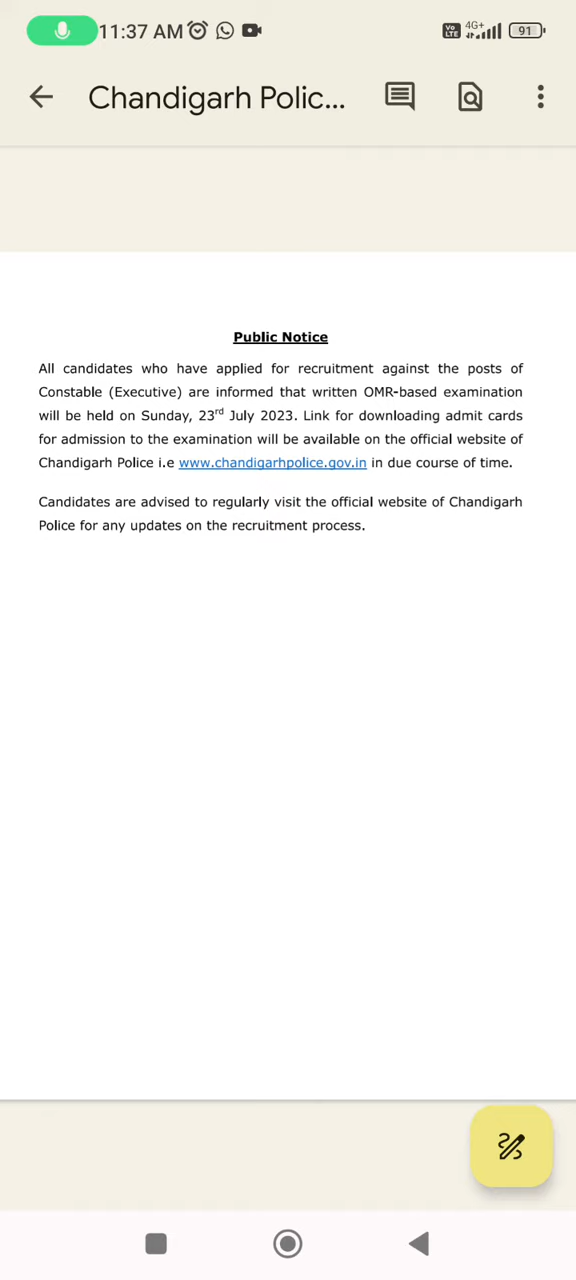 11:37 AM
Vo LTE 4G+ 91
Chandigarh Polic...
Public Notice
All candidates who have applied for recruitment against the posts of
Constable (Executive) are informed that written OMR-based examination
will be held on Sunday, 23rd July 2023. Link for downloading admit cards
for admission to the examination will be available on the official website of
Chandigarh Police i.e www.chandigarhpolice.gov.in in due course of time.
Candidates are advised to regularly visit the official website of Chandigarh
Police for any updates on the recruitment process.